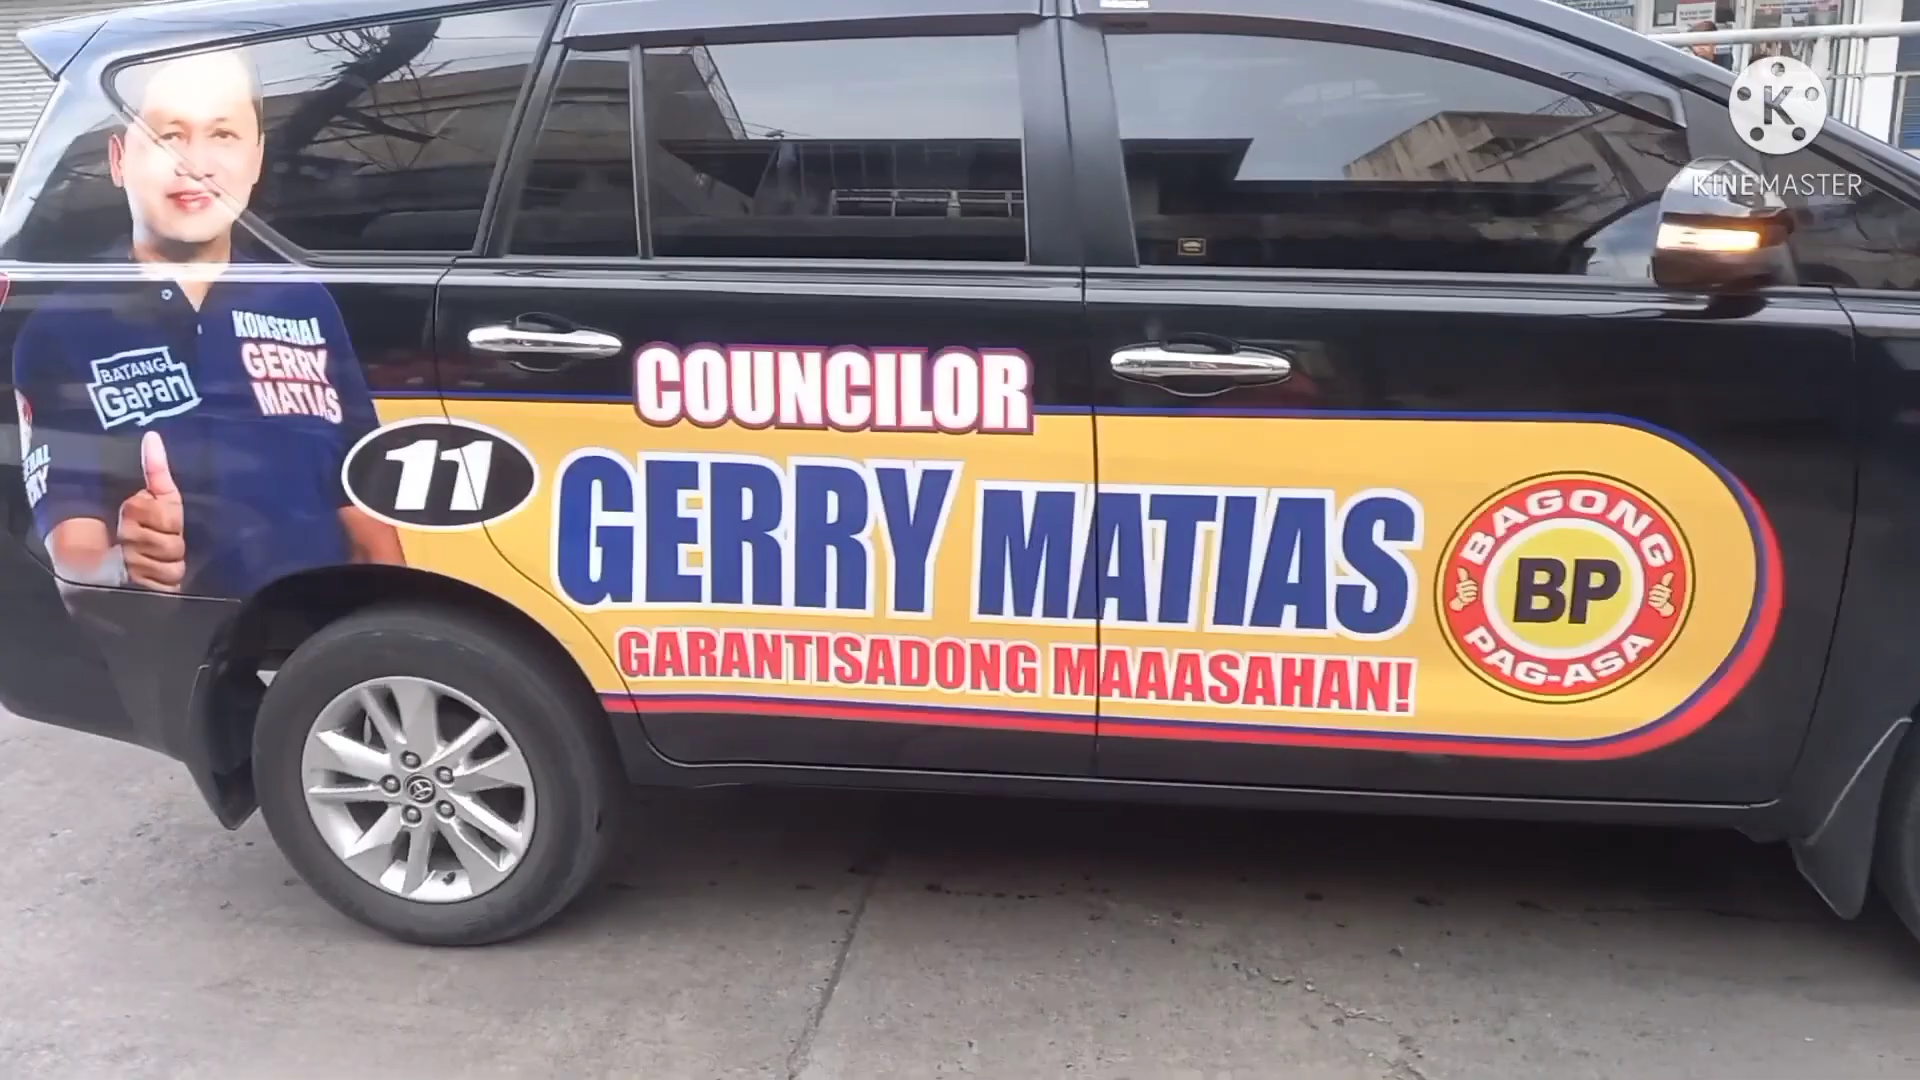 KINEMASTER
KONSEHAL
GERRY
MATIAS
BATANG
Gapan
COUNCILOR
11
GERRY MATIAS
GARANTISADONG MAAASAHAN!
BAGONG
BP
PAG-ASA